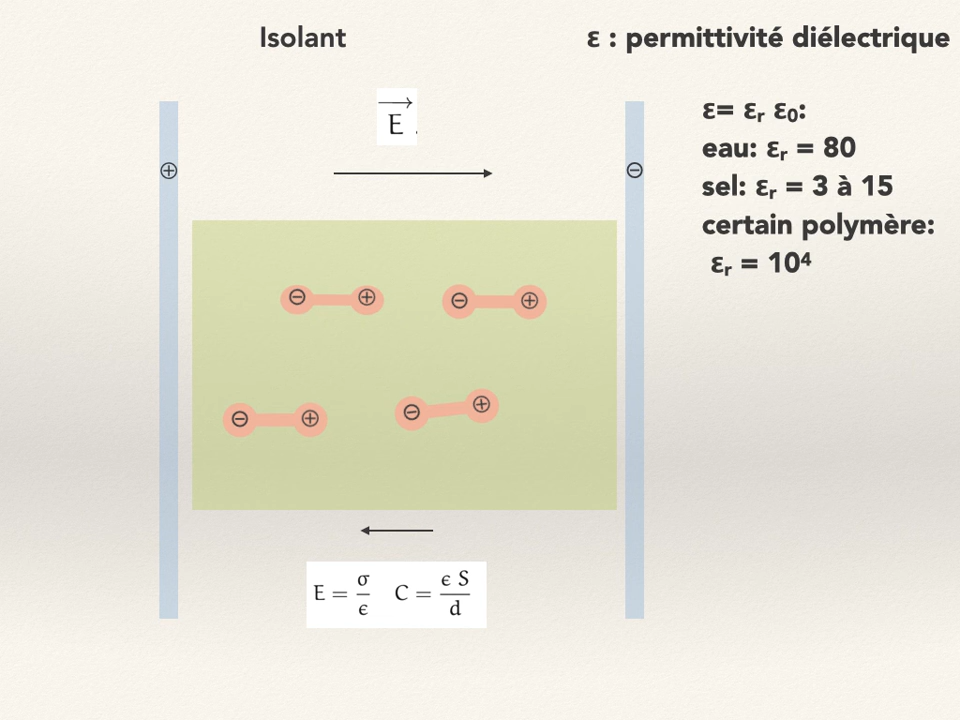 Isolant
ε : permittivité diélectrique
E
ε= εr ε0:
eau: εr = 80
sel: εr = 3 à 15
certain polymère:
εr = 10⁴
⊕
⊖
⊖ ⊕ ⊖ ⊕
⊖ ⊕ ⊖ ⊕
E = σ/ϵ C = ϵ S/d